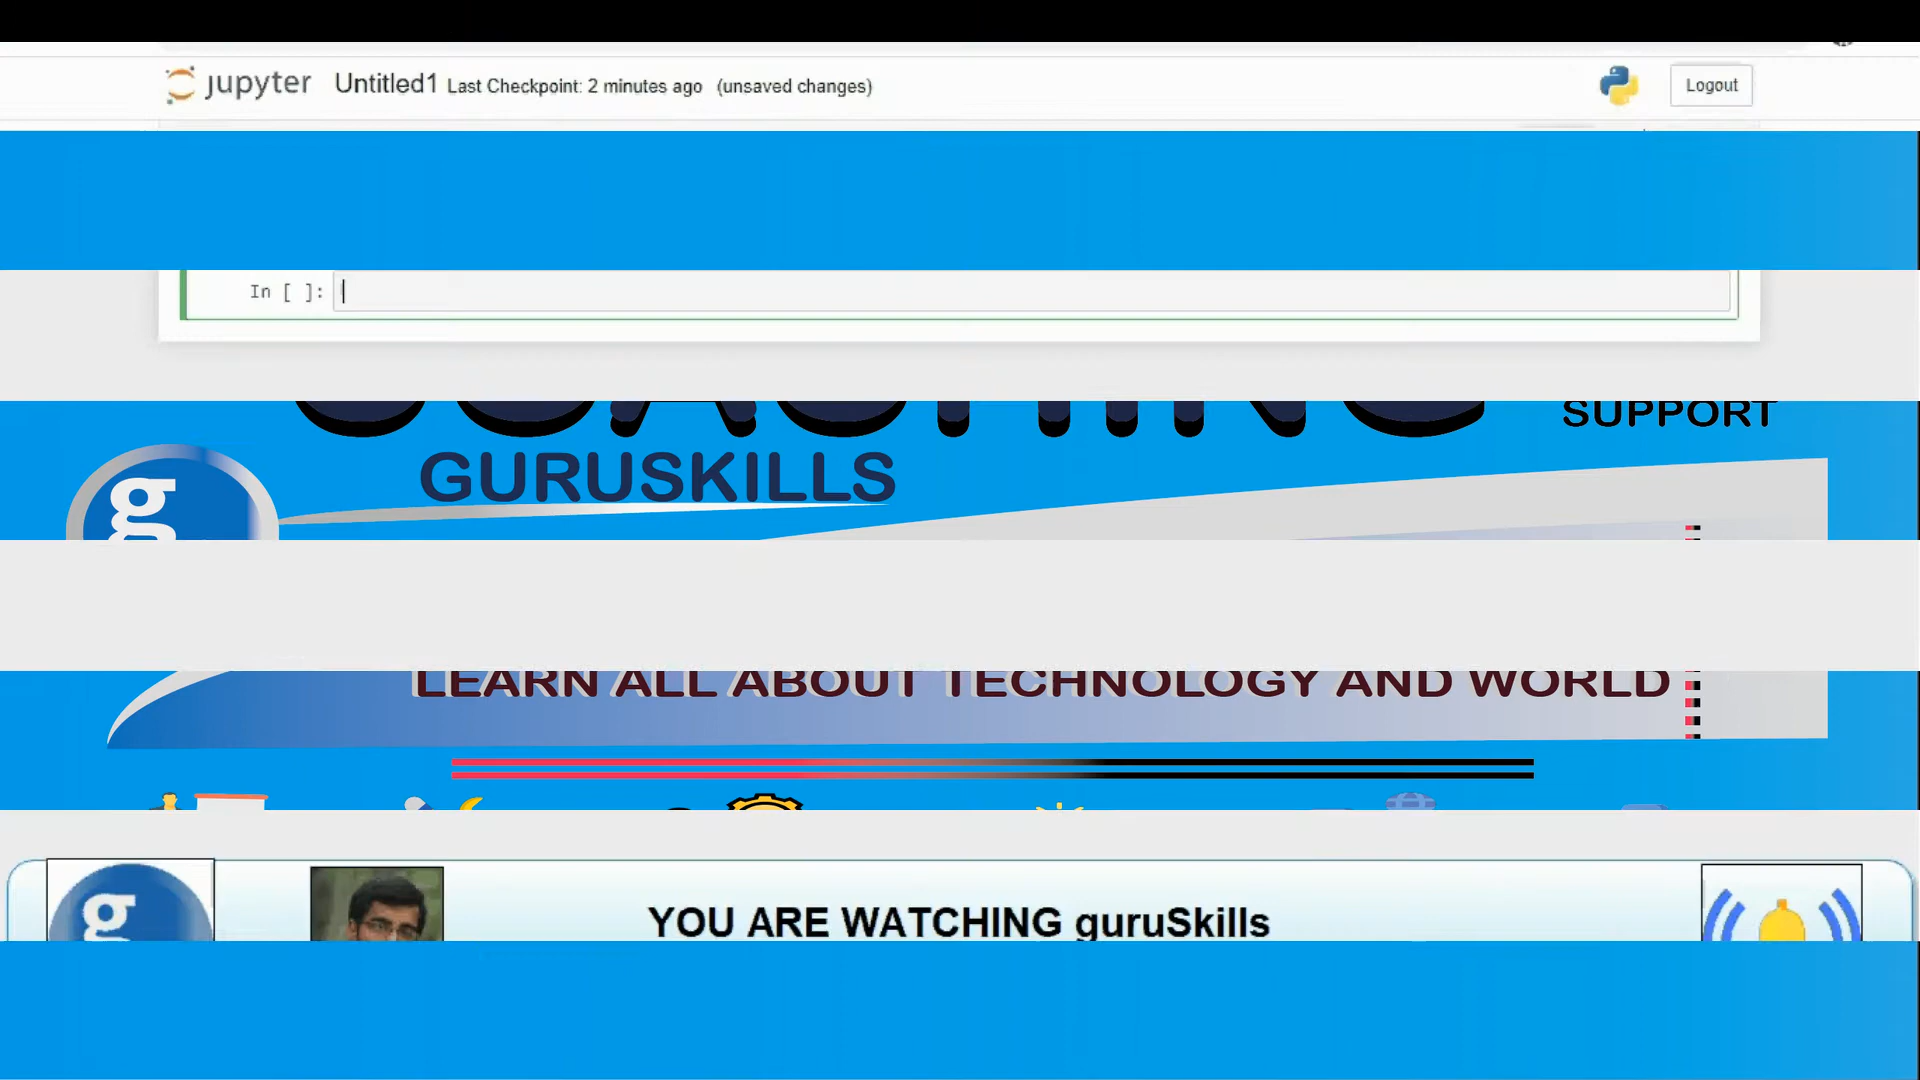 jupyter Untitled1 Last Checkpoint: 2 minutes ago (unsaved changes) Logout
In [ ]:
SUPPORT
GURUSKILLS
g
LEARN ALL ABOUT TECHNOLOGY AND WORLD
g YOU ARE WATCHING guruSkills